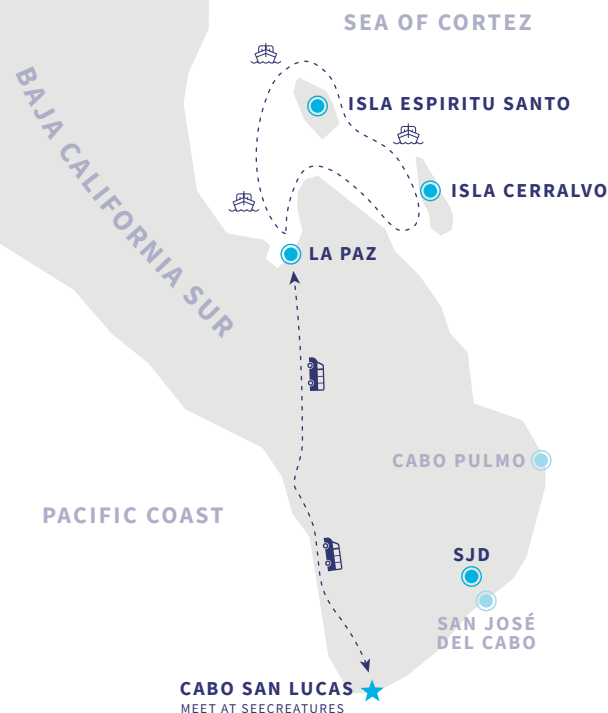 SEA OF CORTEZ
BAJA CALIFORNIA SUR
ISLA ESPIRITU SANTO
ISLA CERRALVO
LA PAZ
CABO PULMO
PACIFIC COAST
SJD
SAN JOSÉ
DEL CABO
CABO SAN LUCAS
MEET AT SEECREATURES